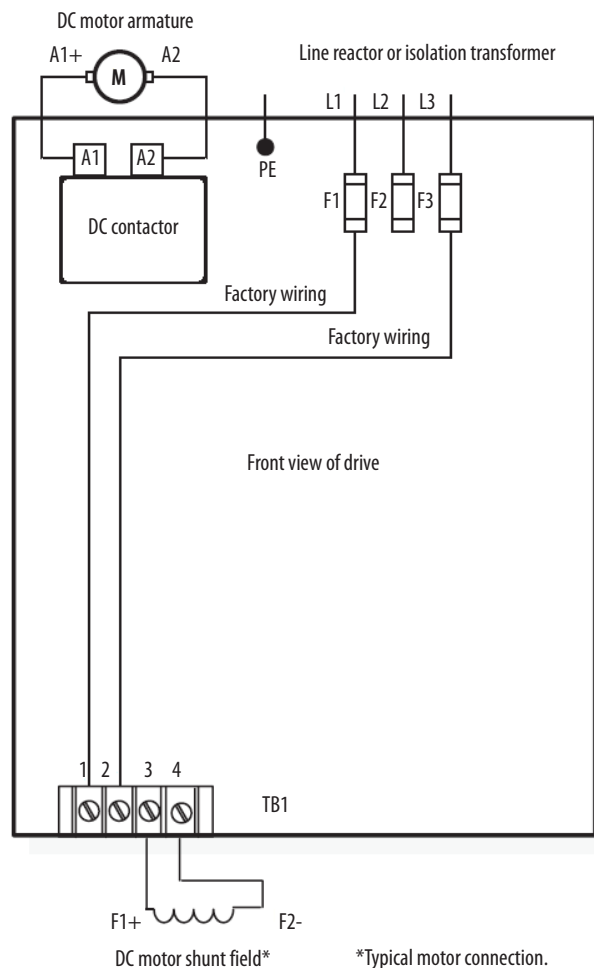 DC motor armature
A1+ A2
M
Line reactor or isolation transformer
L1 L2 L3
A1 A2
PE
DC contactor
F1 F2 F3
Factory wiring
Factory wiring
Front view of drive
1 2 3 4
TB1
F1+ F2-
DC motor shunt field*
*Typical motor connection.